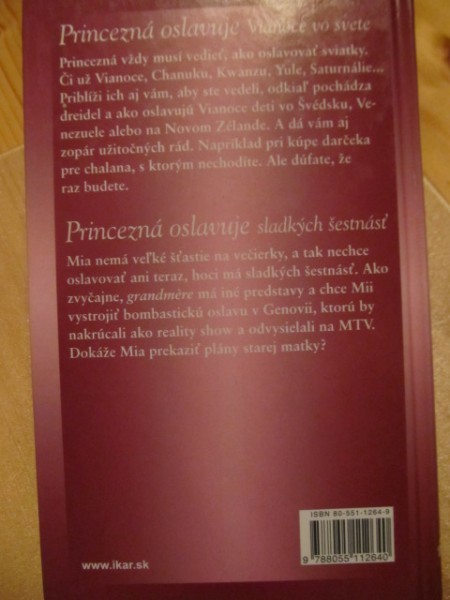 Princezná oslavuje Vianoce vo svete
Princezná vždy musí vedieť, ako oslavovať sviatky.
Či už Vianoce, Chanuku, Kwanzu, Yule, Saturnálie...
Priblíži ich aj vám, aby ste vedeli, odkiaľ pochádza
dreidel a ako oslavujú Vianoce deti vo Švédsku, Ve-
nezuele alebo na Novom Zélande. A dá vám aj
zopár užitočných rád. Napríklad pri kúpe darčeka
pre chalana, s ktorým nechodíte. Ale dúfate, že
raz budete.
Princezná oslavuje sladkých šestnásť
Mia nemá veľké šťastie na večierky, a tak nechce
oslavovať ani teraz, hoci má sladkých šestnásť. Ako
zvyčajne, grandmère má iné predstavy a chce Mii
vystrojiť bombastickú oslavu v Genovii, ktorú by
nakrúcali ako reality show a odvysielali na MTV.
Dokáže Mia prekaziť plány starej matky?
ISBN 80-551-1264-9
9 788055 112640
www.ikar.sk